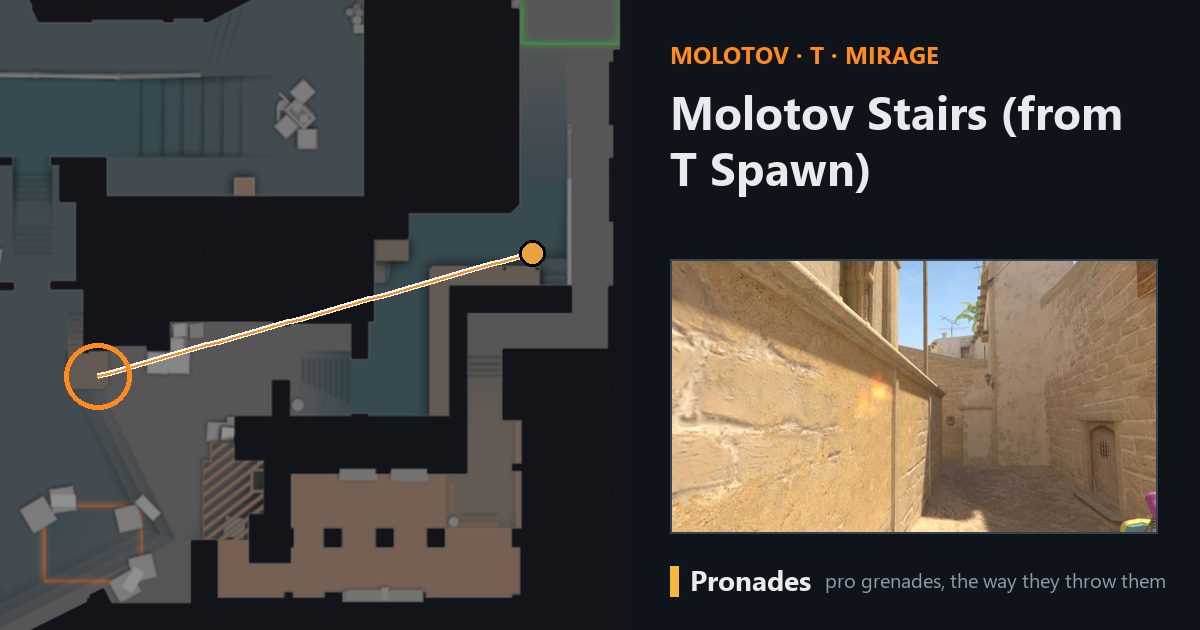 MOLOTOV · T · MIRAGE
Molotov Stairs (from
T Spawn)
Pronades pro grenades, the way they throw them